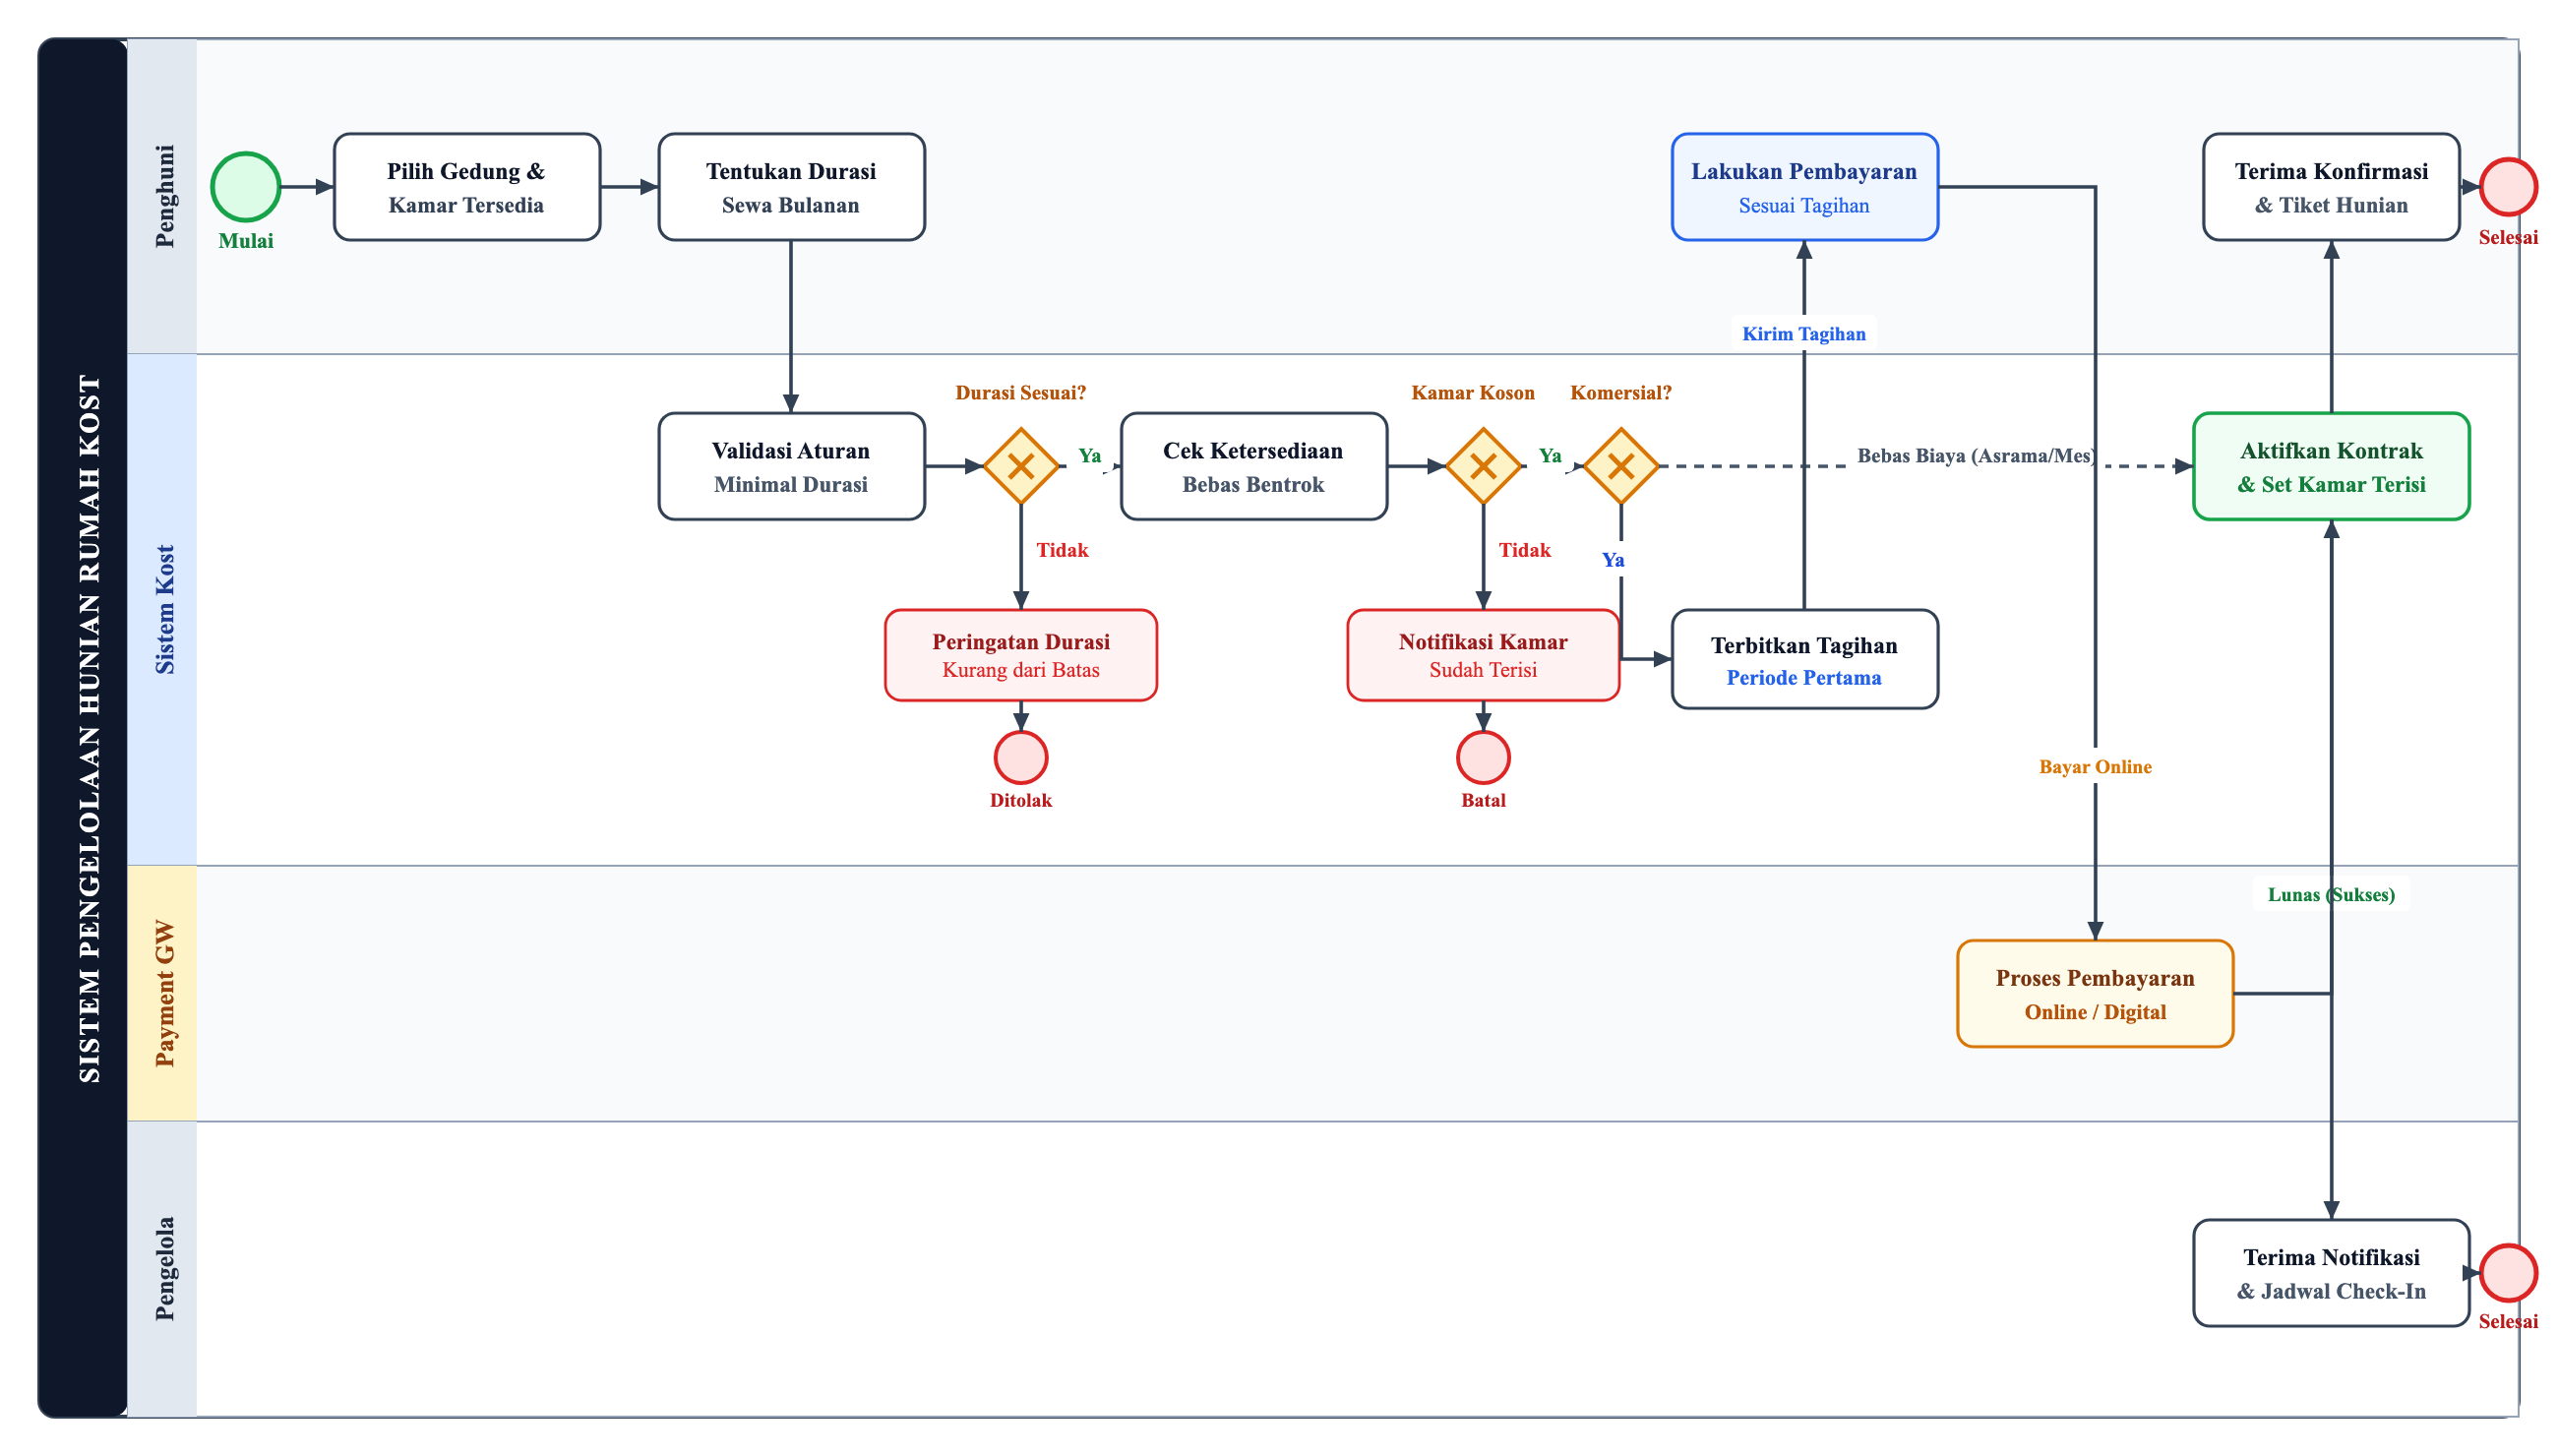 SISTEM PENGELOLAAN HUNIAN RUMAH KOST
Penghuni
Mulai
Pilih Gedung &
Kamar Tersedia
Tentukan Durasi
Sewa Bulanan
Lakukan Pembayaran
Sesuai Tagihan
Terima Konfirmasi
& Tiket Hunian
Selesai
Kirim Tagihan
Sistem Kost
Validasi Aturan
Minimal Durasi
Durasi Sesuai?
Ya
Tidak
Cek Ketersediaan
Bebas Bentrok
Kamar Koson
Ya
Tidak
Komersial?
Ya
Bebas Biaya (Asrama/Mes)
Aktifkan Kontrak
& Set Kamar Terisi
Peringatan Durasi
Kurang dari Batas
Ditolak
Notifikasi Kamar
Sudah Terisi
Batal
Terbitkan Tagihan
Periode Pertama
Bayar Online
Payment GW
Lunas (Sukses)
Proses Pembayaran
Online / Digital
Pengelola
Terima Notifikasi
& Jadwal Check-In
Selesai